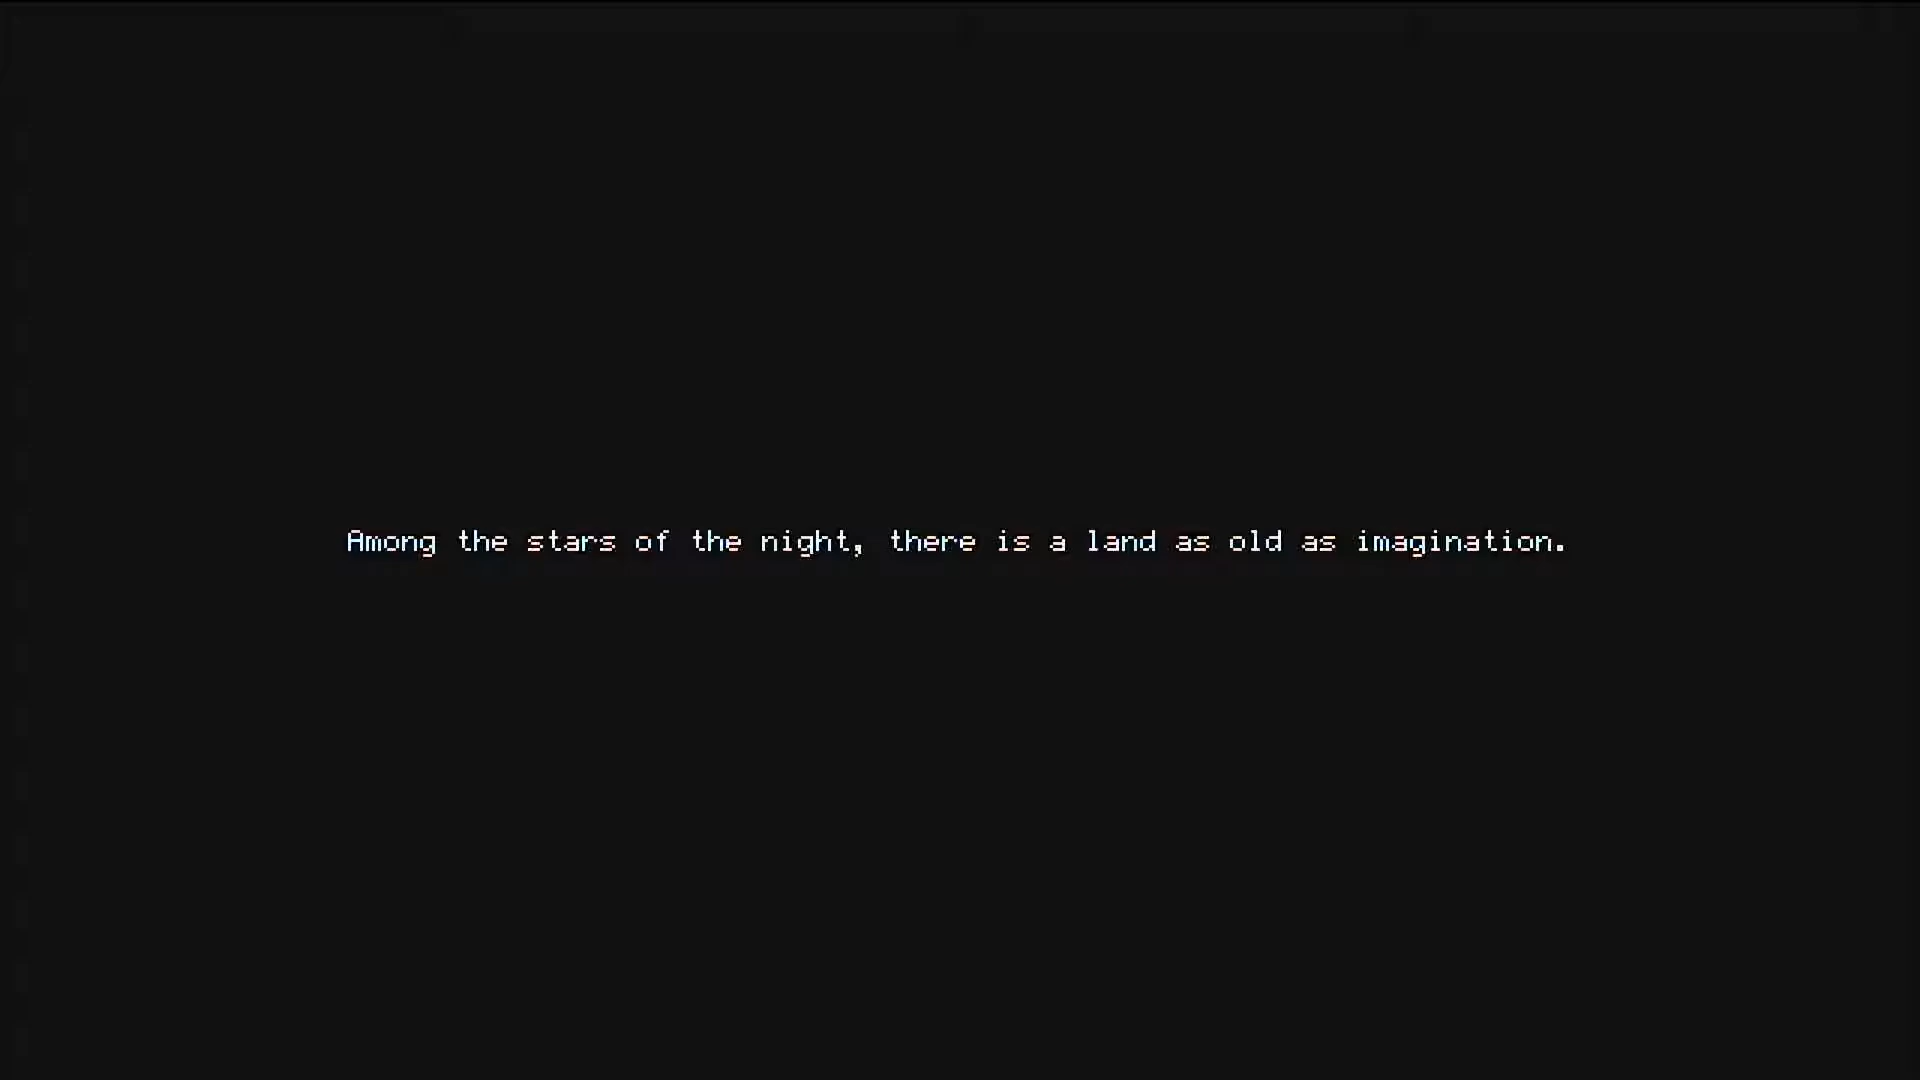 Among the stars of the night, there is a land as old as imagination.